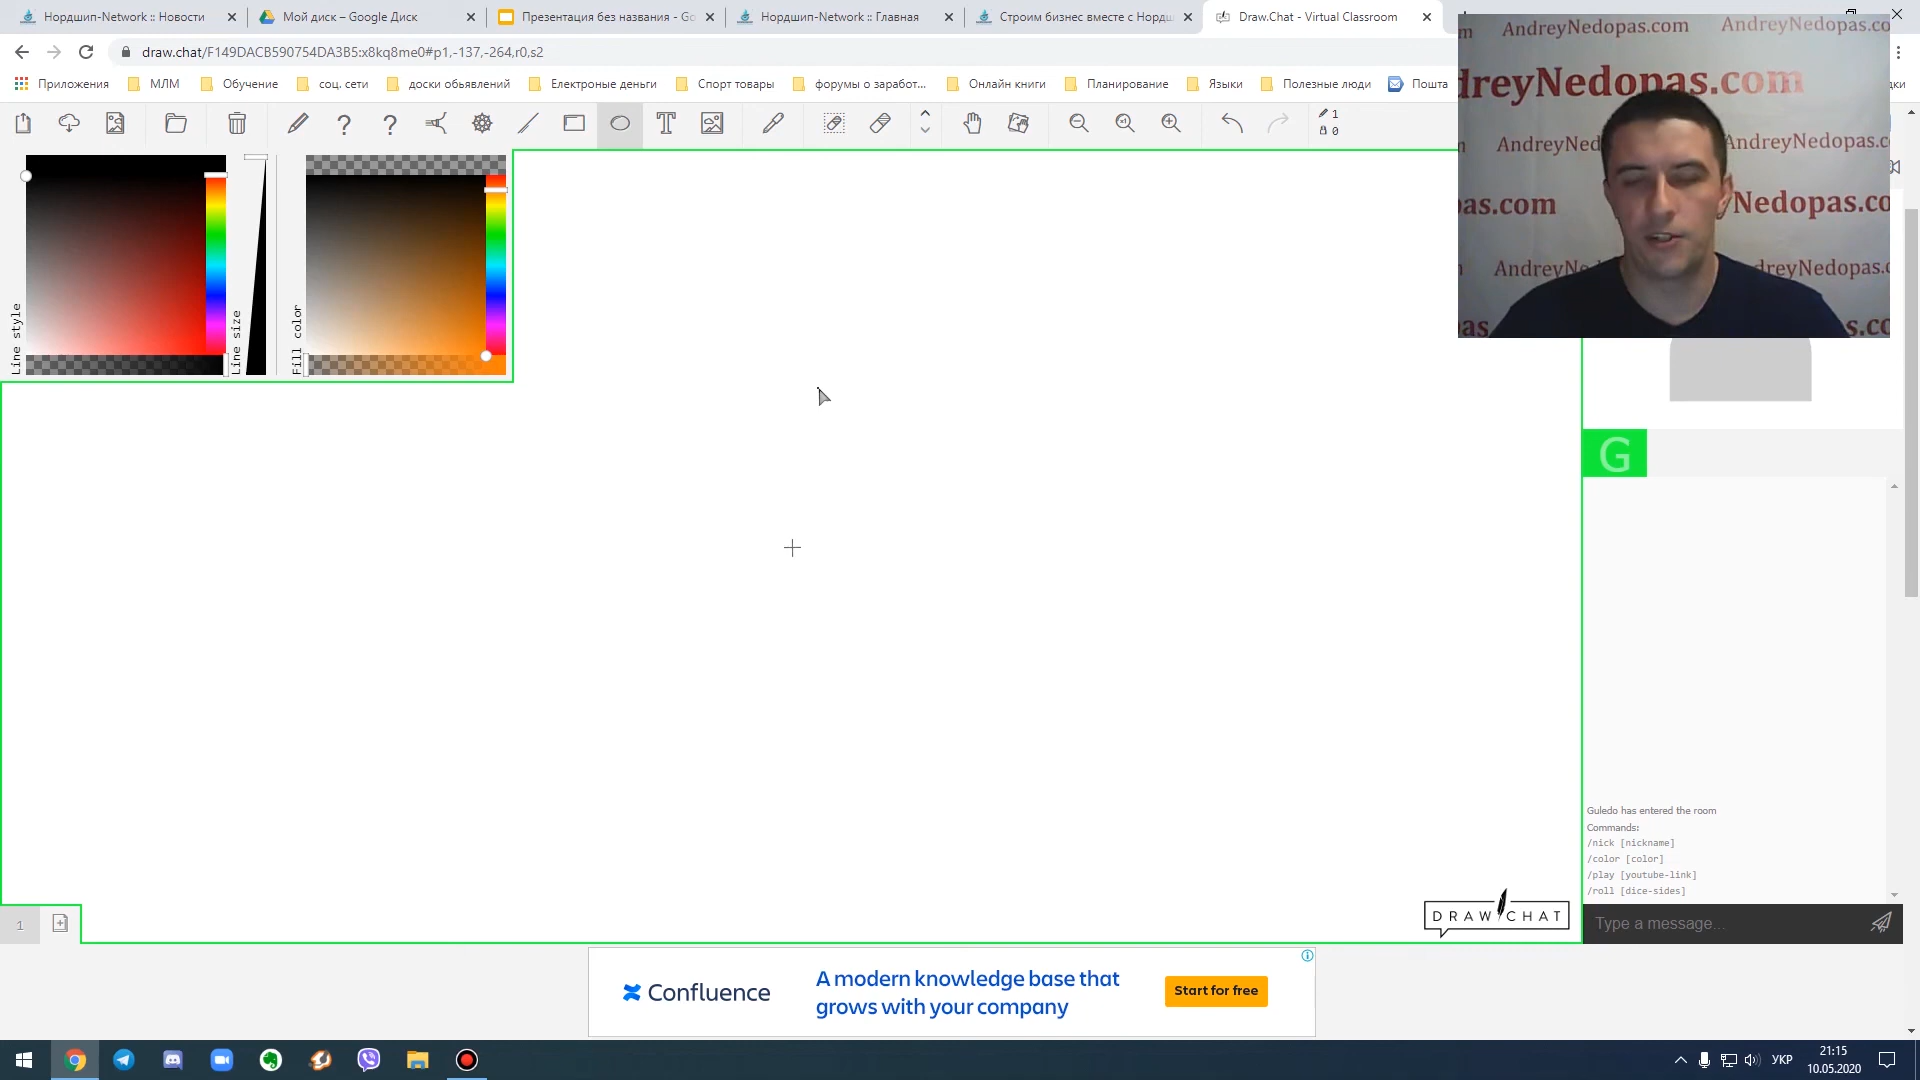 Нордшип-Network :: Новости
Мой диск – Google Диск
Презентация без названия - Go
Нордшип-Network :: Главная
Строим бизнес вместе с Нордш
Draw.Chat - Virtual Classroom
draw.chat/F149DACB590754DA3B5:x8kq8me0#p1,-137,-264,r0,s2
Приложения
МЛМ
Обучение
соц. сети
доски обьявлений
Електроные деньги
Спорт товары
форумы о заработ...
Онлайн книги
Планирование
Языки
Полезные люди
Пошта
AndreyNedopas.com
AndreyNedopas.co
dreyNedopas.com
AndreyNedopas.co
Nedopas.co
Line style
Line size
Fill color
1
0
G
Guledo has entered the room
Commands:
/nick [nickname]
/color [color]
/play [youtube-link]
/roll [dice-sides]
Type a message...
DRAW CHAT
1
Confluence
A modern knowledge base that
grows with your company
Start for free
УКР
21:15
10.05.2020